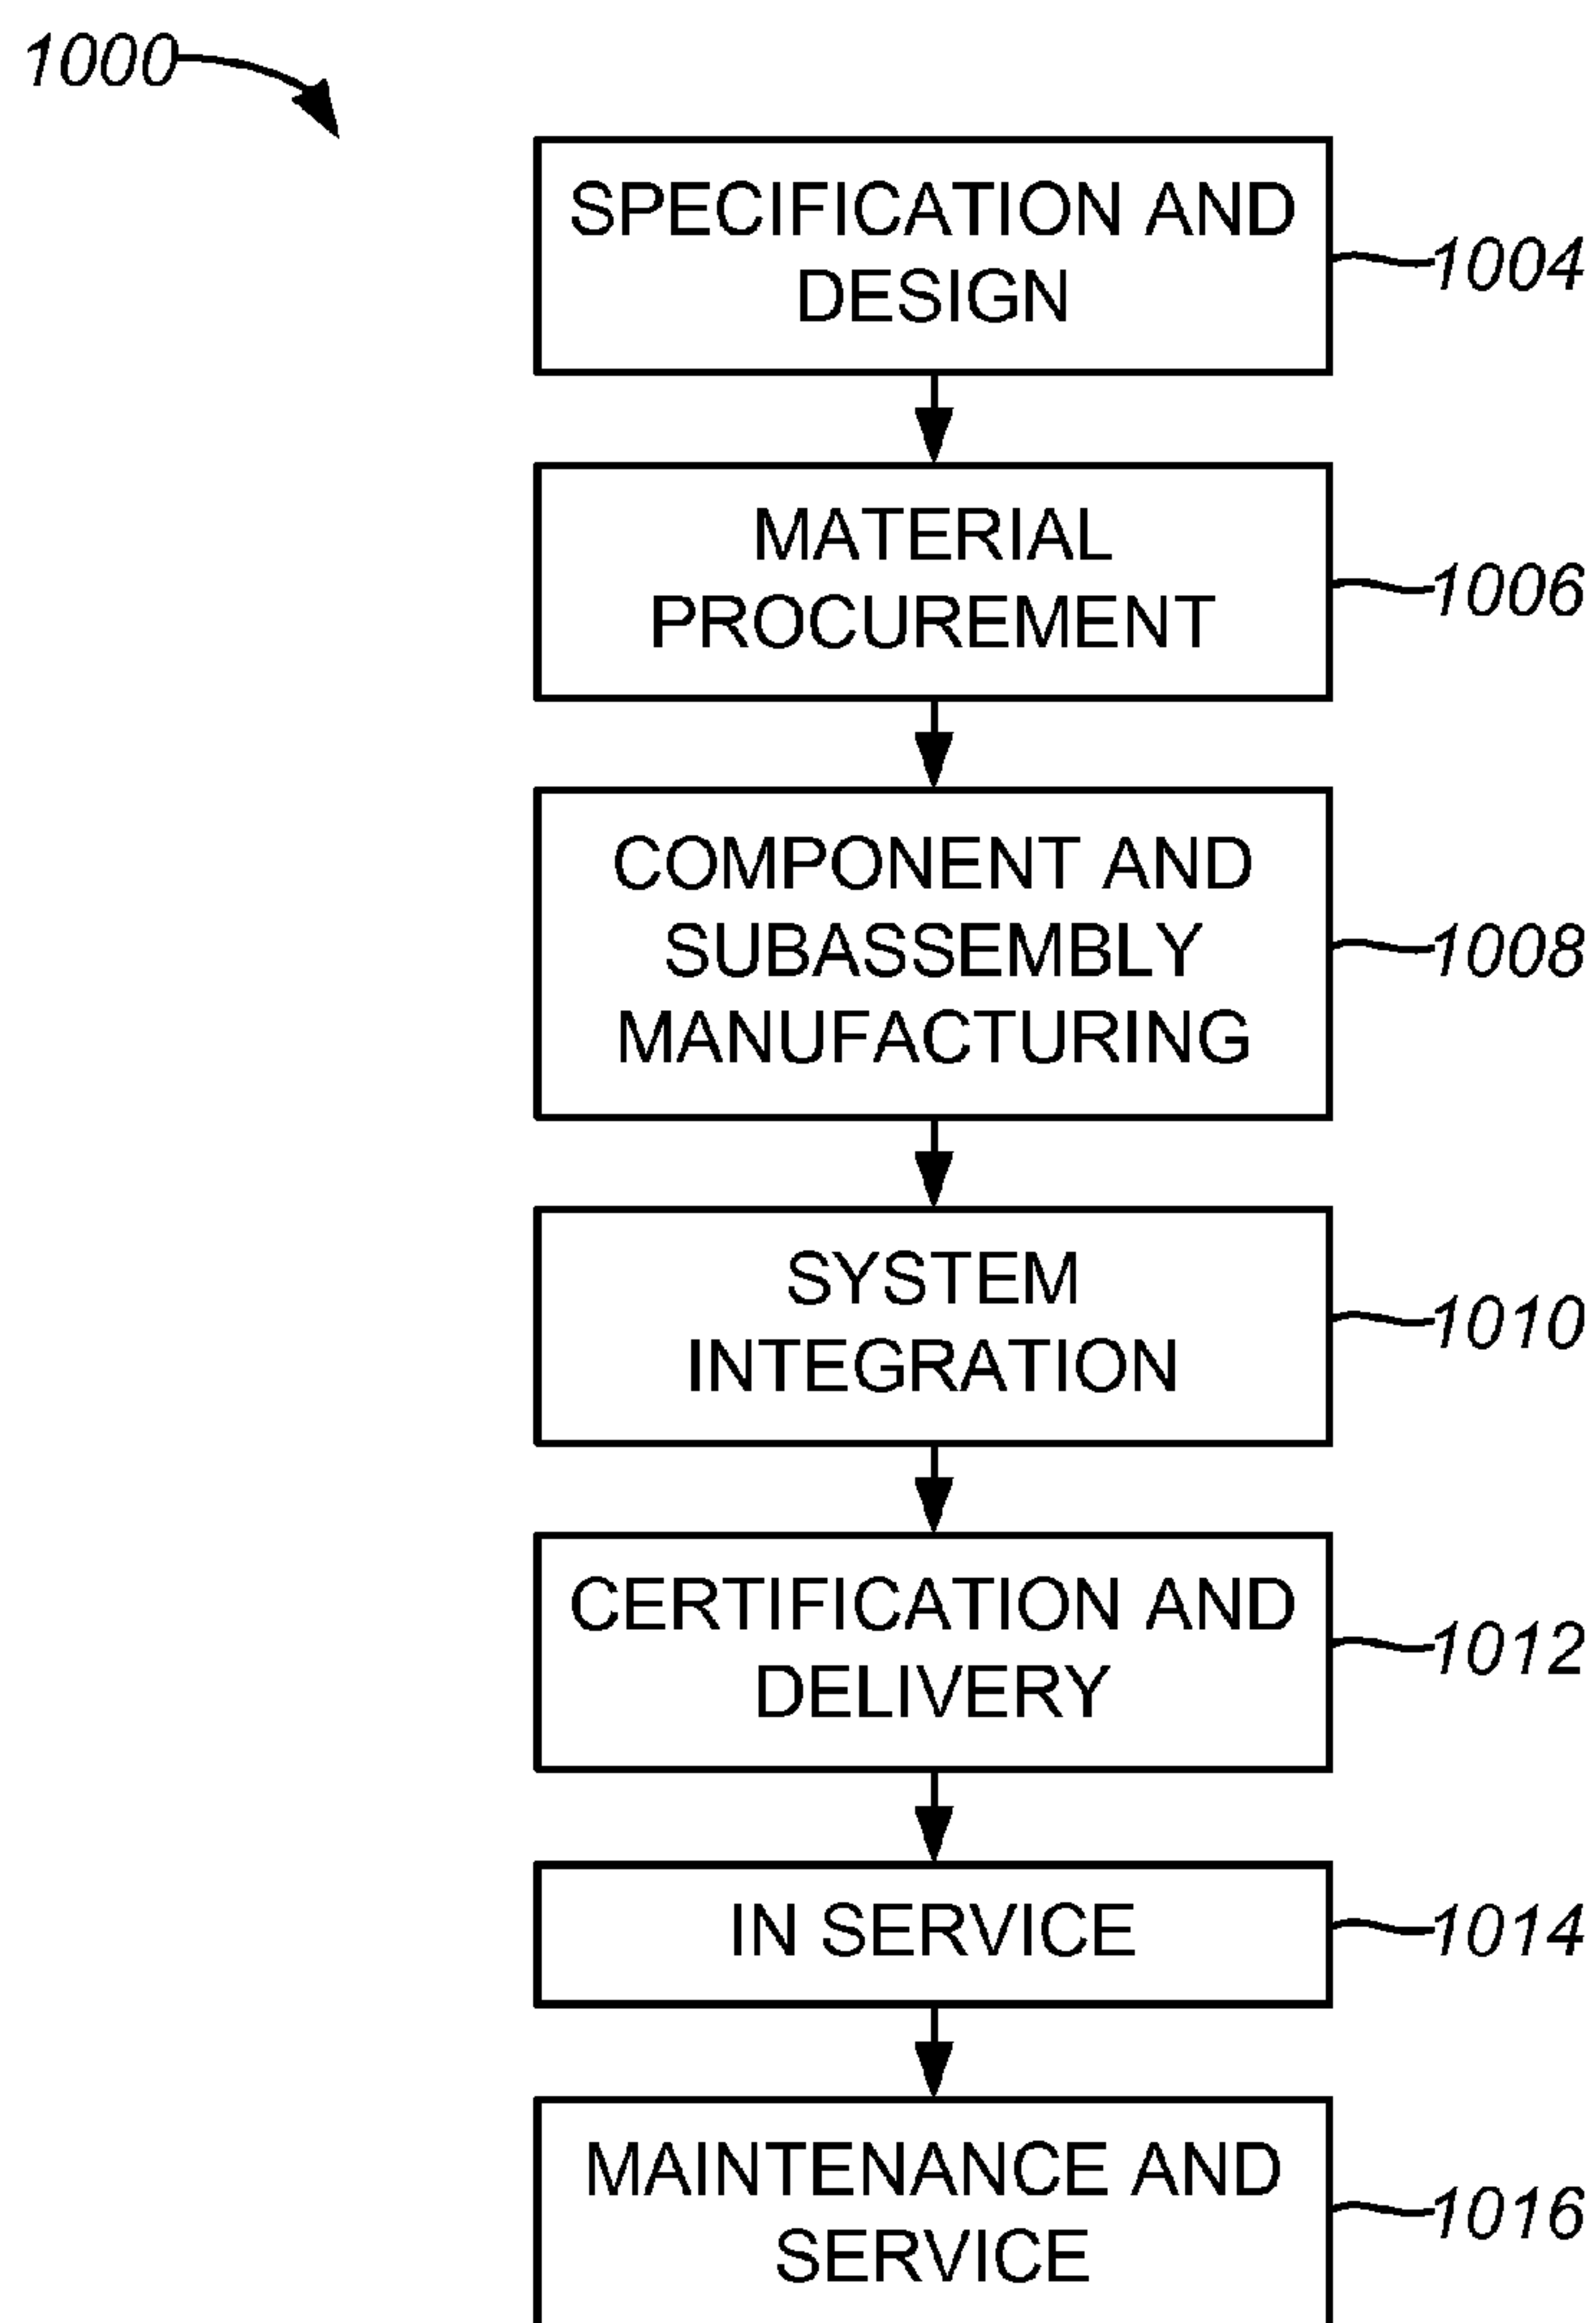 1000
SPECIFICATION AND
DESIGN
1004
MATERIAL
PROCUREMENT
1006
COMPONENT AND
SUBASSEMBLY
MANUFACTURING
1008
SYSTEM
INTEGRATION
1010
CERTIFICATION AND
DELIVERY
1012
IN SERVICE
1014
MAINTENANCE AND
SERVICE
1016